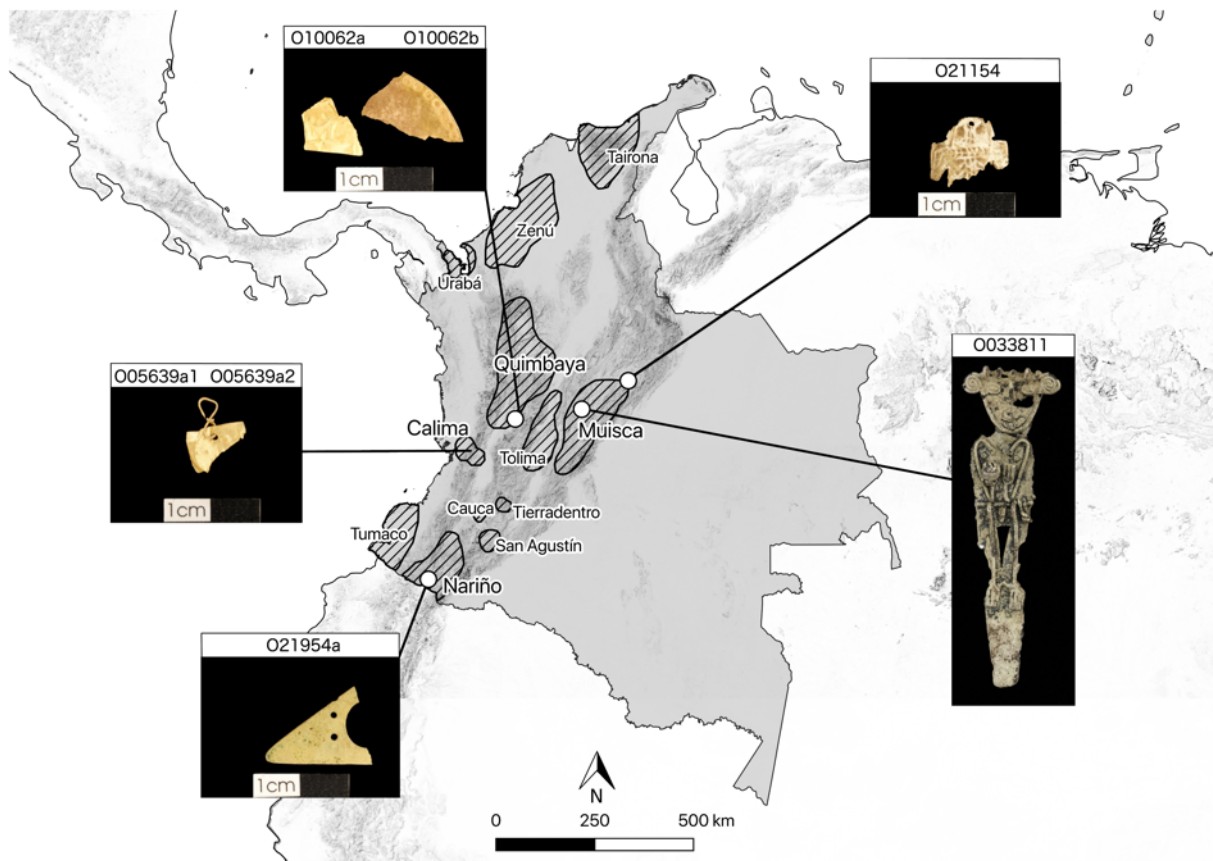 O10062a O10062b
1cm
O21154
1cm
Tairona
Zenú
Urabá
Quimbaya
O033811
O05639a1 O05639a2
1cm
Calima
Muisca
Tolima
Cauca
Tierradentro
Tumaco
San Agustín
Nariño
O21954a
1cm
N
0 250 500 km